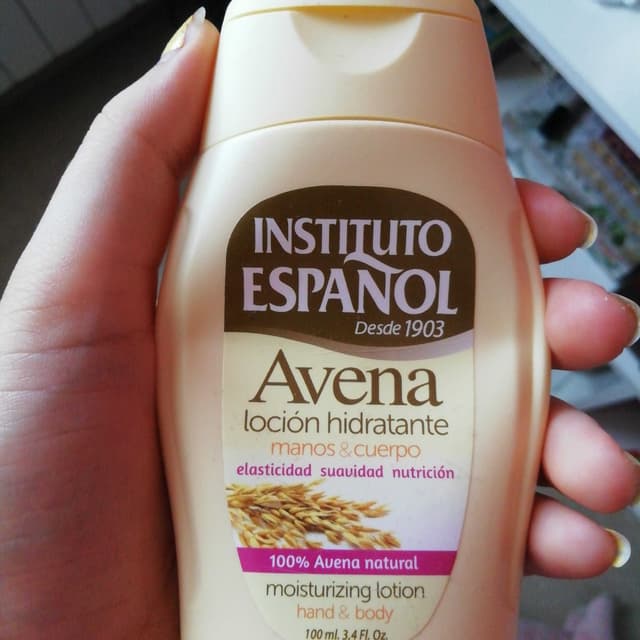 INSTITUTO
ESPAÑOL
Desde 1903
Avena
loción hidratante
manos & cuerpo
elasticidad suavidad nutrición
100% Avena natural
moisturizing lotion
hand & body
100 ml. 3.4 Fl. Oz.